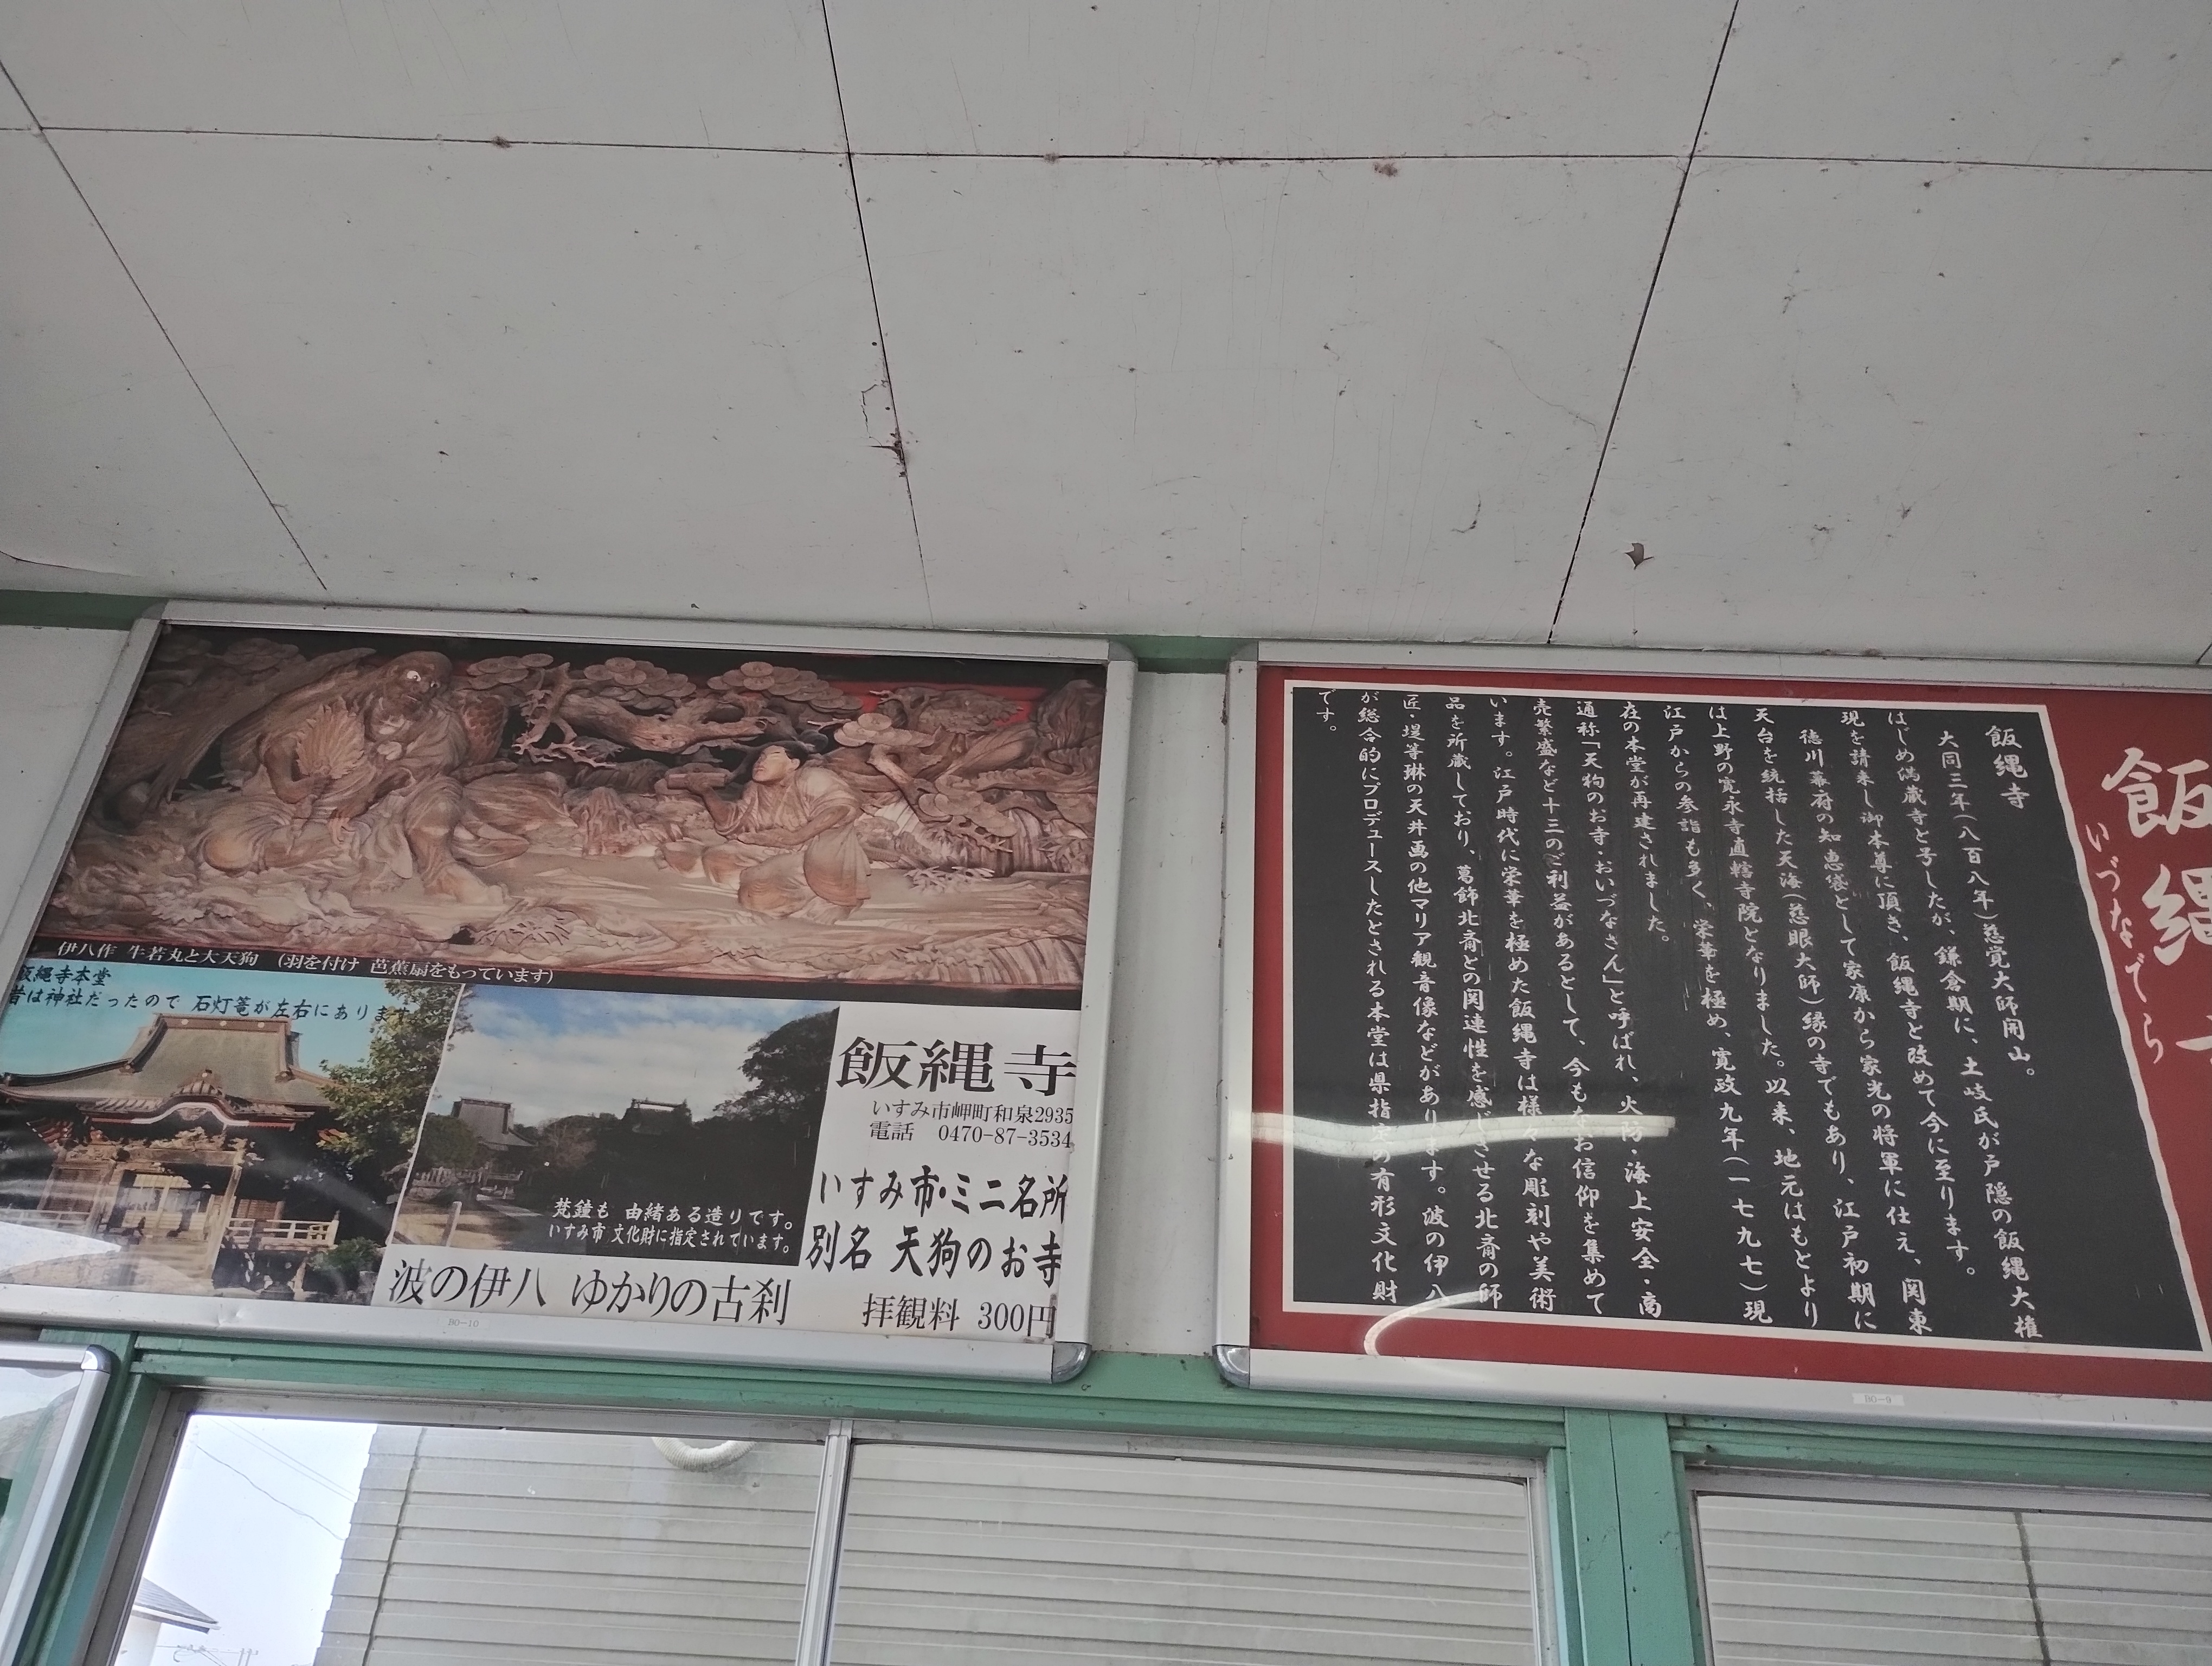 伊八作 牛若丸と大天狗 (羽を付け 芭蕉扇をもっています)
飯縄寺本堂
昔は神社だったので 石灯篭が左右にあります
梵鐘も 由緒ある造りです。
いすみ市 文化財に指定されています。
飯縄寺
いすみ市岬町和泉2935
電話 0470-87-3534
いすみ市・ミニ名所
別名 天狗のお寺
波の伊八 ゆかりの古刹
拝観料 300円
BO-10
飯縄
いづなでら
飯縄寺
大同三年(八百八年)慈覚大師開山。
はじめ満蔵寺と号したが、鎌倉期に、土岐氏が戸隠の飯縄大権
現を請来し御本尊に頂き、飯縄寺と改めて今に至ります。
徳川幕府の知恵袋として家康から家光の将軍に仕え、関東
天台を統括した天海(慈眼大師)縁の寺でもあり、江戸初期に
は上野の寛永寺直轄寺院となりました。以来、地元はもとより
江戸からの参詣も多く、栄華を極め、寛政九年(一七九七)現
在の本堂が再建されました。
通称「天狗のお寺・おいづなさん」と呼ばれ、火防・海上安全・商
売繁盛など十三のご利益があるとして、今もなお信仰を集めて
います。江戸時代に栄華を極めた飯縄寺は様々な彫刻や美術
品を所蔵しており、葛飾北斎との関連性を感じさせる北斎の師
匠・堤等琳の天井画の他マリア観音像などがあります。波の伊八
が総合的にプロデュースしたとされる本堂は県指定の有形文化財
です。
BO-9